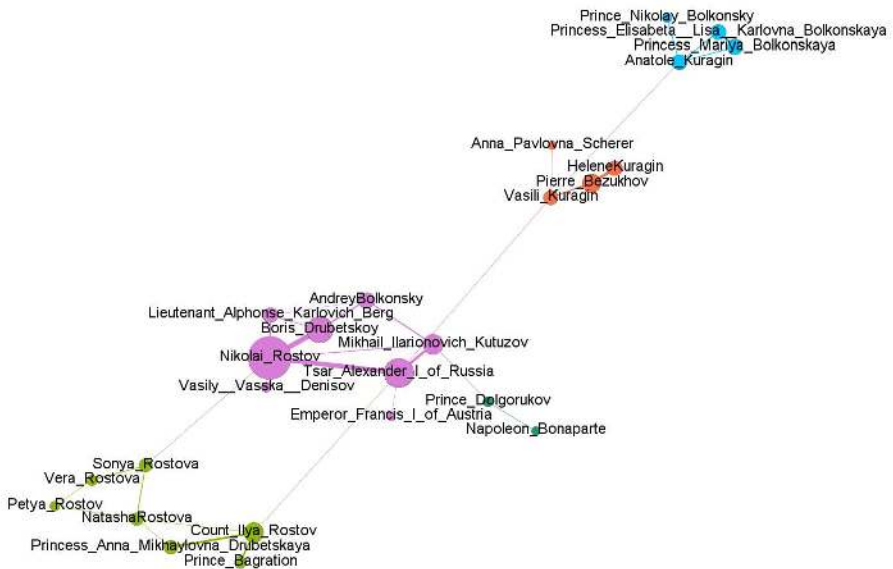 Prince_Nikolay_Bolkonsky
Princess_Elisabeta__Lisa__Karlovna_Bolkonskaya
Princess_Mariya_Bolkonskaya
Anatole_Kuragin
Anna_Pavlovna_Scherer
HeleneKuragin
Pierre_Bezukhov
Vasili_Kuragin
AndreyBolkonsky
Lieutenant_Alphonse_Karlovich_Berg
Boris_Drubetskoy
Mikhail_Ilarionovich_Kutuzov
Nikolai_Rostov
Tsar_Alexander_I_of_Russia
Vasily__Vasska__Denisov
Prince_Dolgorukov
Emperor_Francis_I_of_Austria
Napoleon_Bonaparte
Sonya_Rostova
Vera_Rostova
Petya_Rostov
NatashaRostova
Count_Ilya_Rostov
Princess_Anna_Mikhaylovna_Drubetskaya
Prince_Bagration